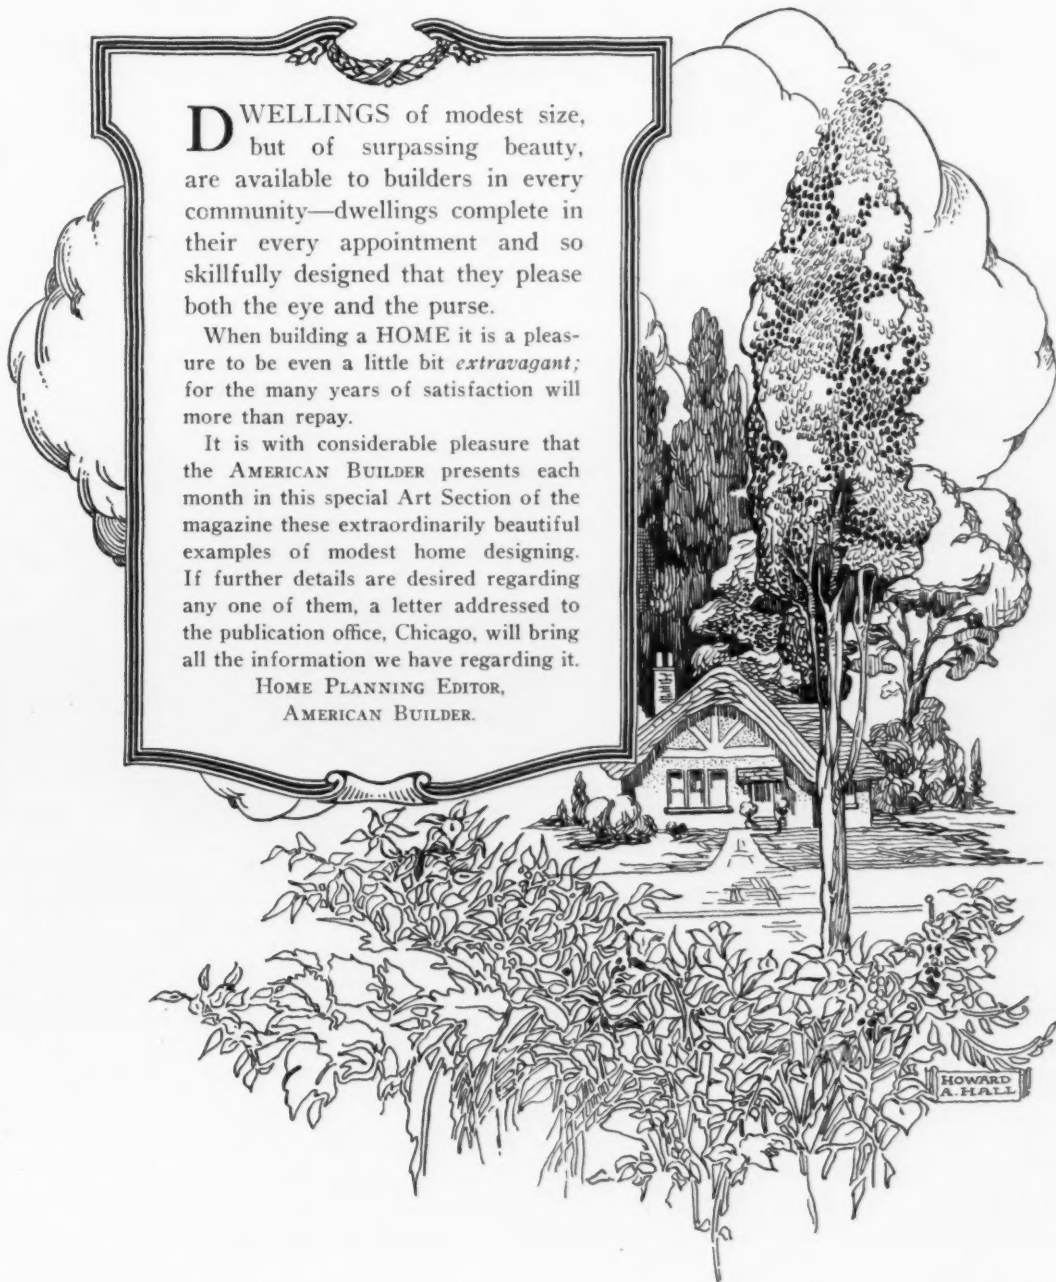 DWELLINGS of modest size,
but of surpassing beauty,
are available to builders in every
community—dwellings complete in
their every appointment and so
skillfully designed that they please
both the eye and the purse.
When building a HOME it is a pleas-
ure to be even a little bit extravagant;
for the many years of satisfaction will
more than repay.
It is with considerable pleasure that
the AMERICAN BUILDER presents each
month in this special Art Section of the
magazine these extraordinarily beautiful
examples of modest home designing.
If further details are desired regarding
any one of them, a letter addressed to
the publication office, Chicago, will bring
all the information we have regarding it.
HOME PLANNING EDITOR,
AMERICAN BUILDER.
HOWARD
A. HALL